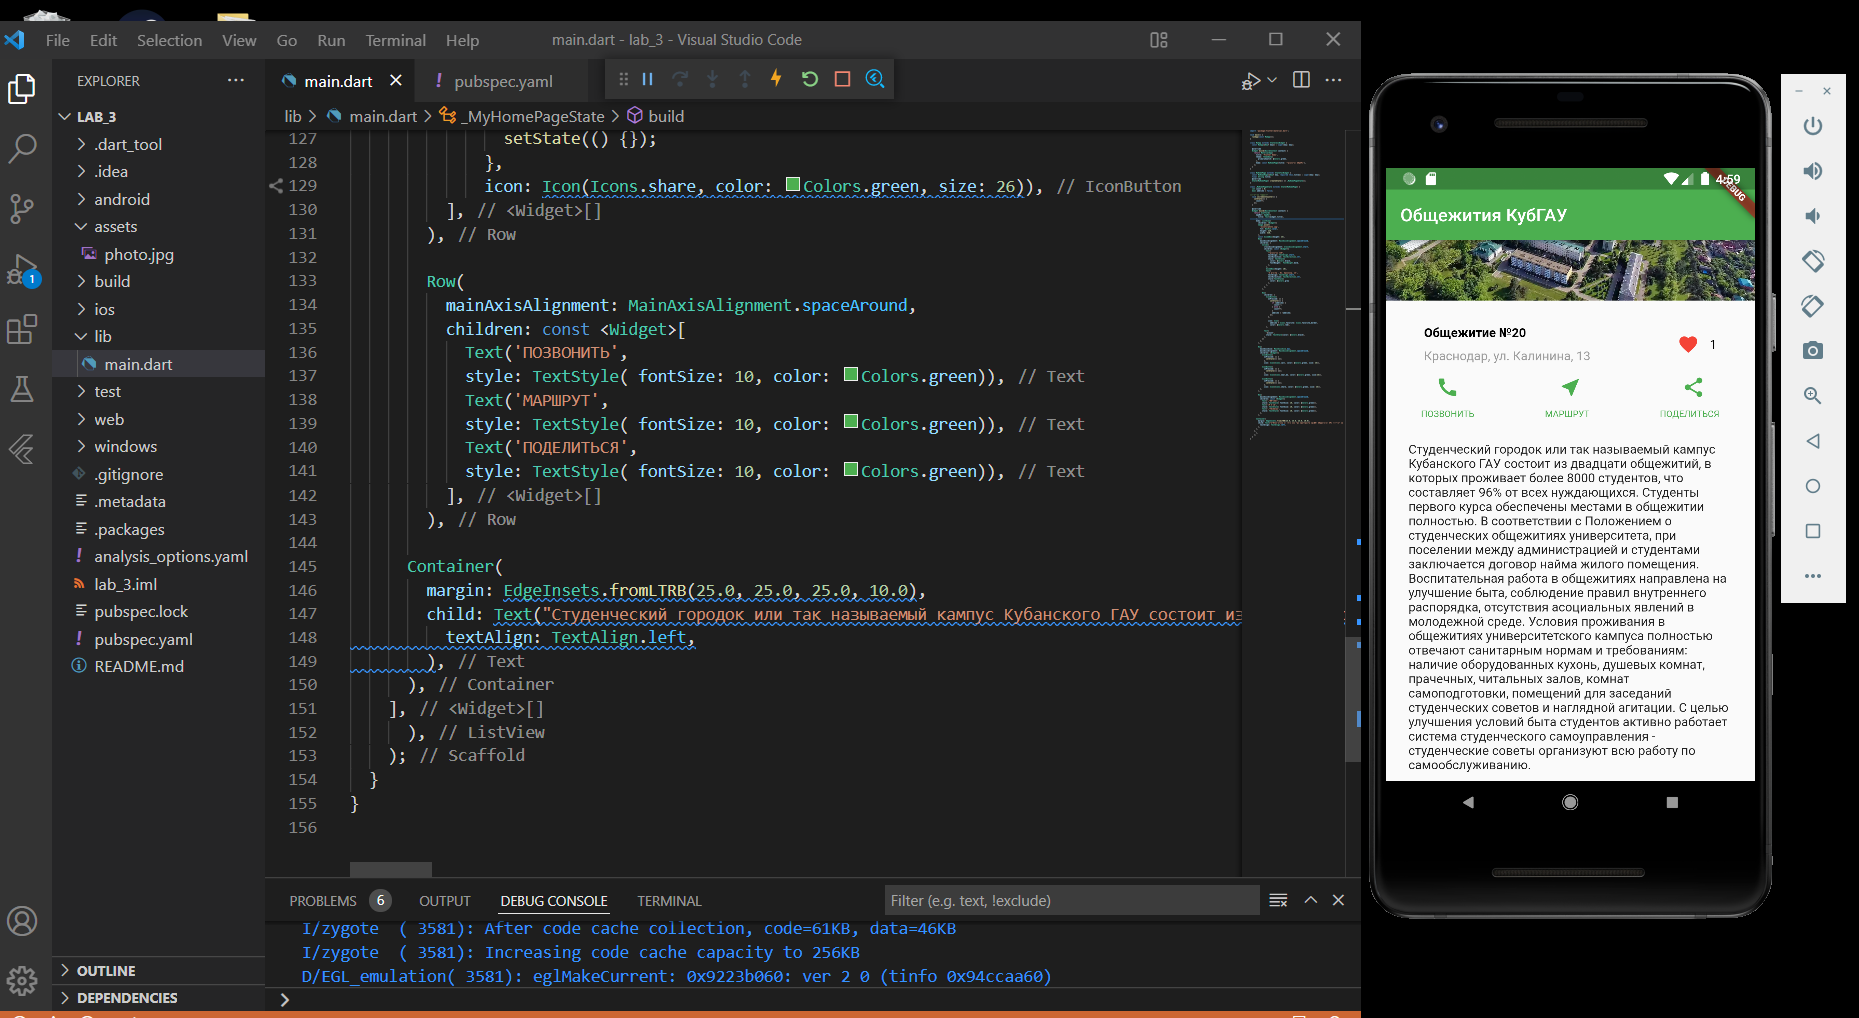 File Edit Selection View Go Run Terminal Help
main.dart - lab_3 - Visual Studio Code
EXPLORER
LAB_3
.dart_tool
.idea
android
assets
photo.jpg
build
ios
lib
main.dart
test
web
windows
.gitignore
.metadata
.packages
analysis_options.yaml
lab_3.iml
pubspec.lock
pubspec.yaml
README.md
OUTLINE
DEPENDENCIES
1
main.dart
pubspec.yaml
lib > main.dart > _MyHomePageState > build
127 setState(() {});
128 },
129 icon: Icon(Icons.share, color: Colors.green, size: 26)), // IconButton
130 ], // <Widget>[]
131 ), // Row
132
133 Row(
134 mainAxisAlignment: MainAxisAlignment.spaceAround,
135 children: const <Widget>[
136 Text('ПОЗВОНИТЬ',
137 style: TextStyle( fontSize: 10, color: Colors.green)), // Text
138 Text('МАРШРУТ',
139 style: TextStyle( fontSize: 10, color: Colors.green)), // Text
140 Text('ПОДЕЛИТЬСЯ',
141 style: TextStyle( fontSize: 10, color: Colors.green)), // Text
142 ], // <Widget>[]
143 ), // Row
144
145 Container(
146 margin: EdgeInsets.fromLTRB(25.0, 25.0, 25.0, 10.0),
147 child: Text("Студенческий городок или так называемый кампус Кубанского ГАУ состоит из
148 textAlign: TextAlign.left,
149 ), // Text
150 ), // Container
151 ], // <Widget>[]
152 ), // ListView
153 ); // Scaffold
154 }
155 }
156
PROBLEMS 6 OUTPUT DEBUG CONSOLE TERMINAL
Filter (e.g. text, !exclude)
I/zygote ( 3581): After code cache collection, code=61KB, data=46KB
I/zygote ( 3581): Increasing code cache capacity to 256KB
D/EGL_emulation( 3581): eglMakeCurrent: 0x9223b060: ver 2 0 (tinfo 0x94ccaa60)
4:59
Общежития КубГАУ
Общежитие №20
Краснодар, ул. Калинина, 13
1
ПОЗВОНИТЬ МАРШРУТ ПОДЕЛИТЬСЯ
Студенческий городок или так называемый кампус
Кубанского ГАУ состоит из двадцати общежитий, в
которых проживает более 8000 студентов, что
составляет 96% от всех нуждающихся. Студенты
первого курса обеспечены местами в общежитии
полностью. В соответствии с Положением о
студенческих общежитиях университета, при
поселении между администрацией и студентами
заключается договор найма жилого помещения.
Воспитательная работа в общежитиях направлена на
улучшение быта, соблюдение правил внутреннего
распорядка, отсутствия асоциальных явлений в
молодежной среде. Условия проживания в
общежитиях университетского кампуса полностью
отвечают санитарным нормам и требованиям:
наличие оборудованных кухонь, душевых комнат,
прачечных, читальных залов, комнат
самоподготовки, помещений для заседаний
студенческих советов и наглядной агитации. С целью
улучшения условий быта студентов активно работает
система студенческого самоуправления -
студенческие советы организуют всю работу по
самообслуживанию.